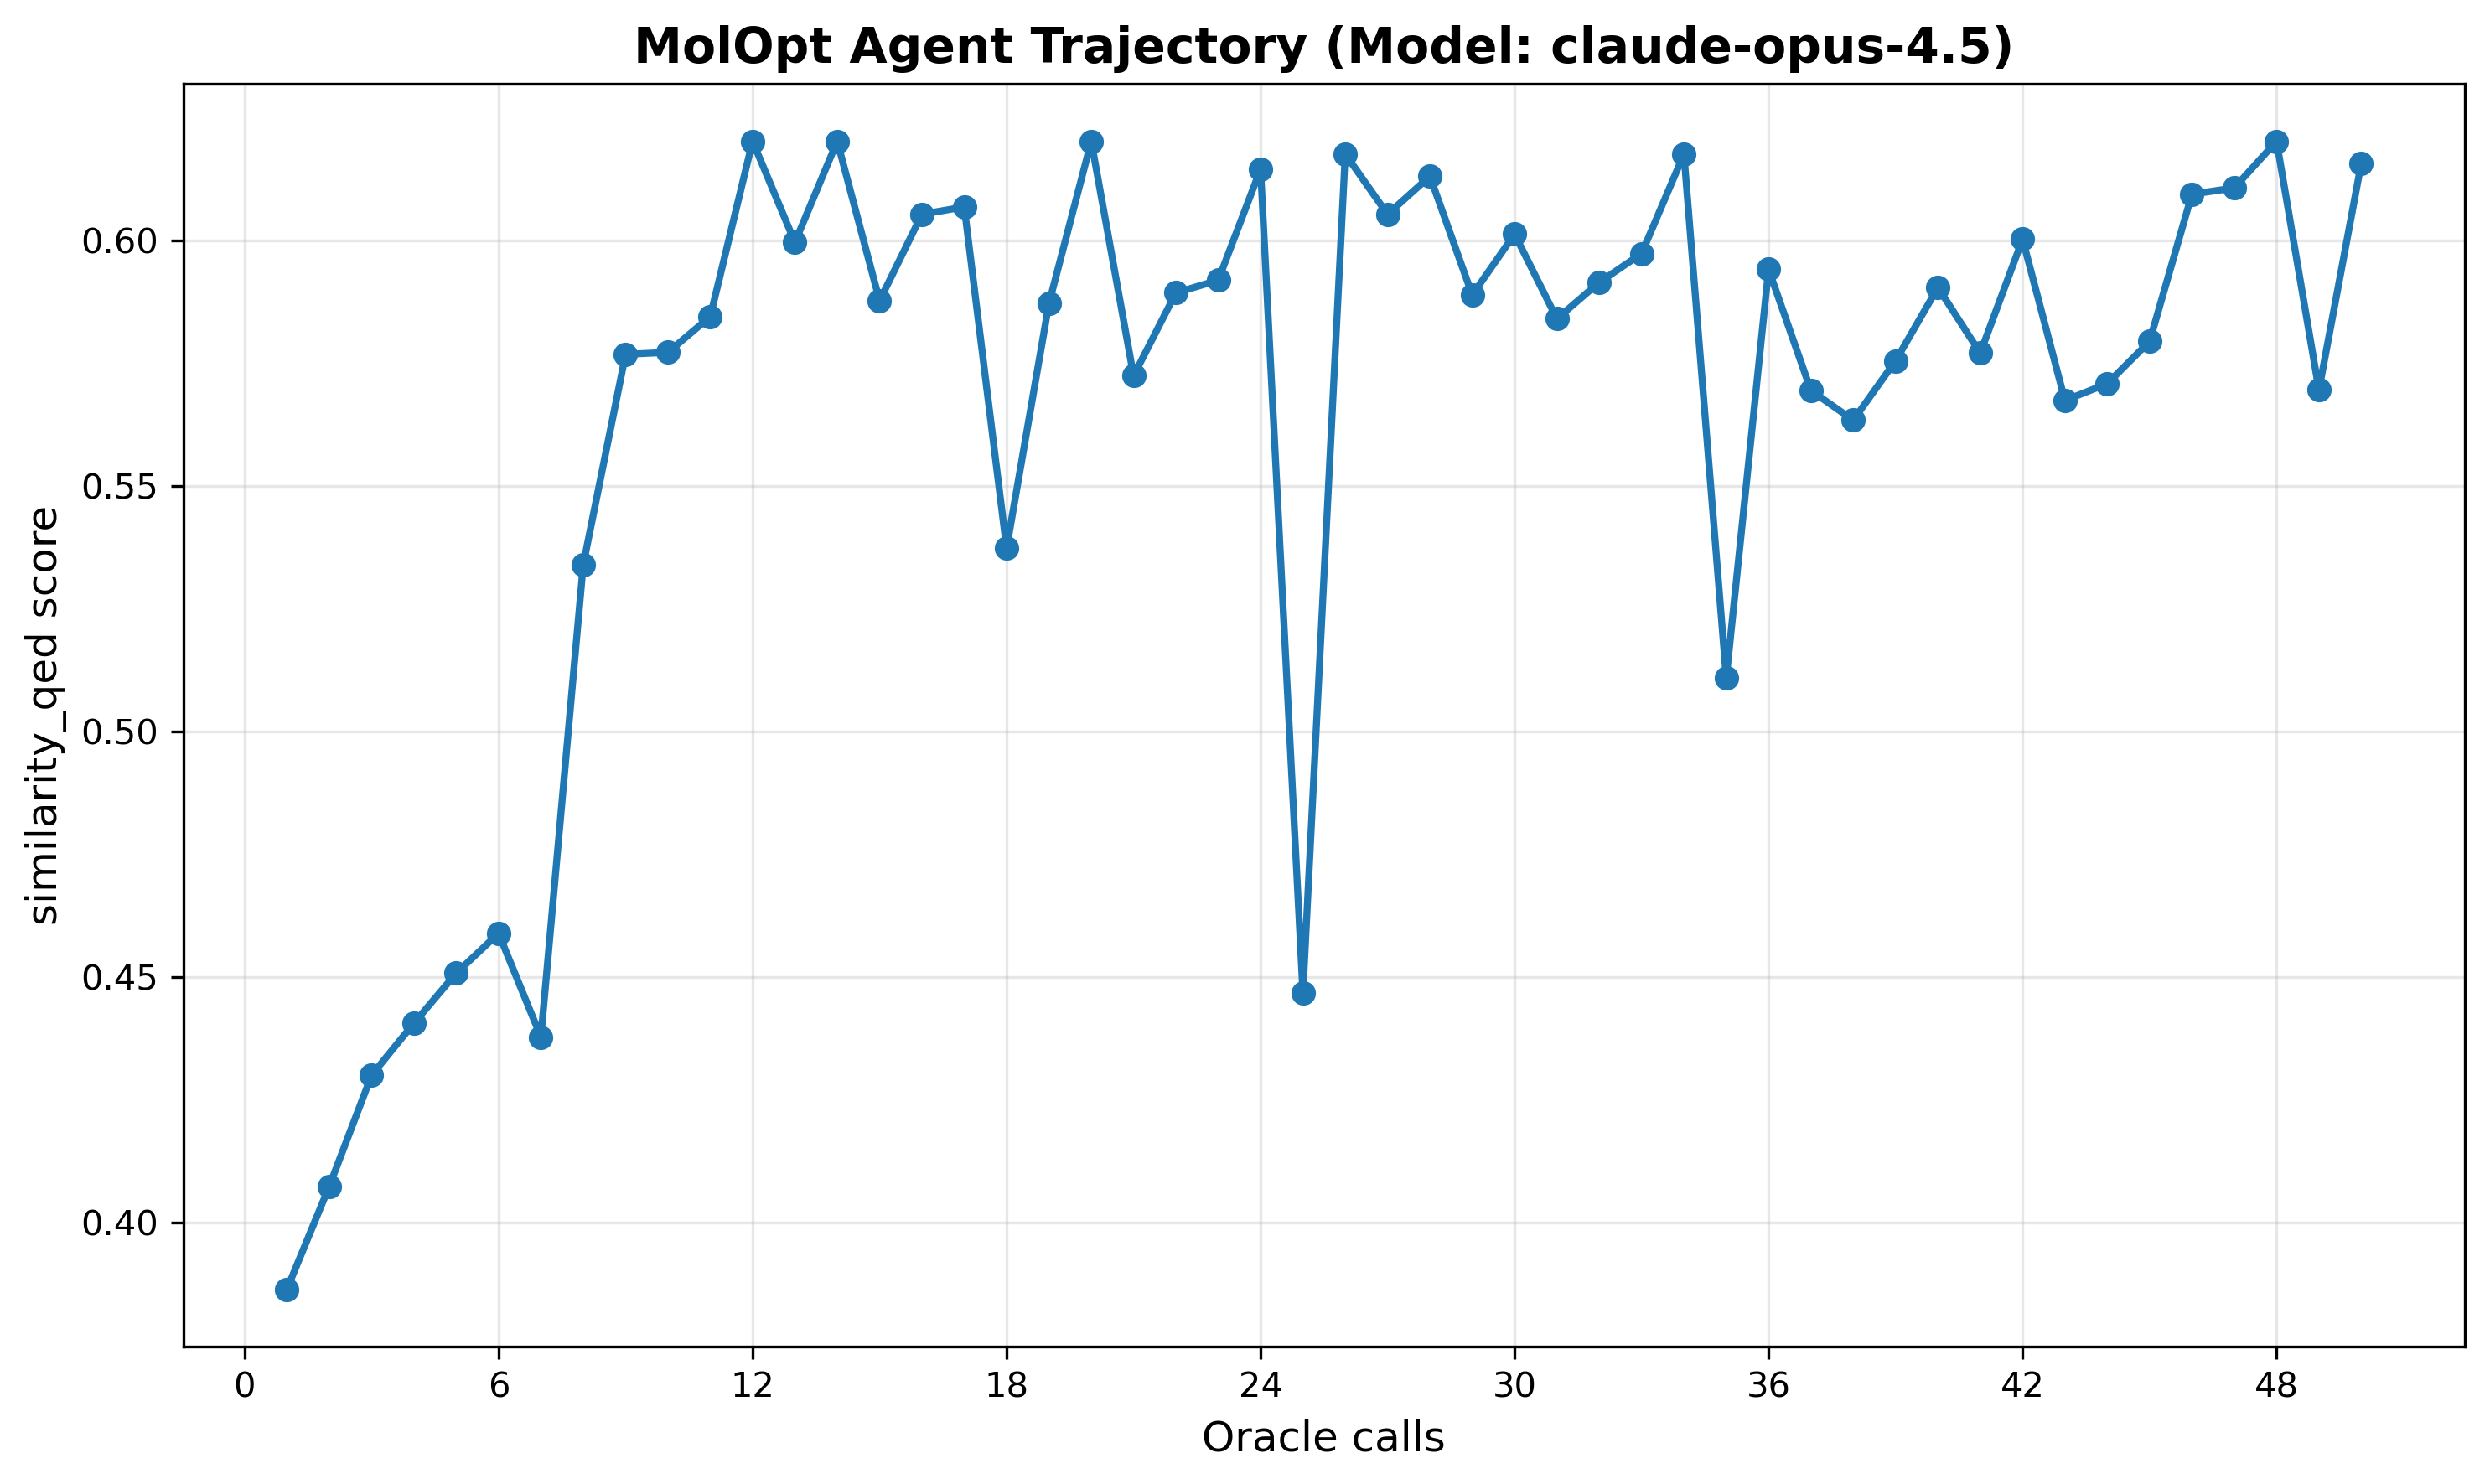 MolOpt Agent Trajectory (Model: claude-opus-4.5)
similarity_qed score
0.60
0.55
0.50
0.45
0.40
0 6 12 18 24 30 36 42 48
Oracle calls